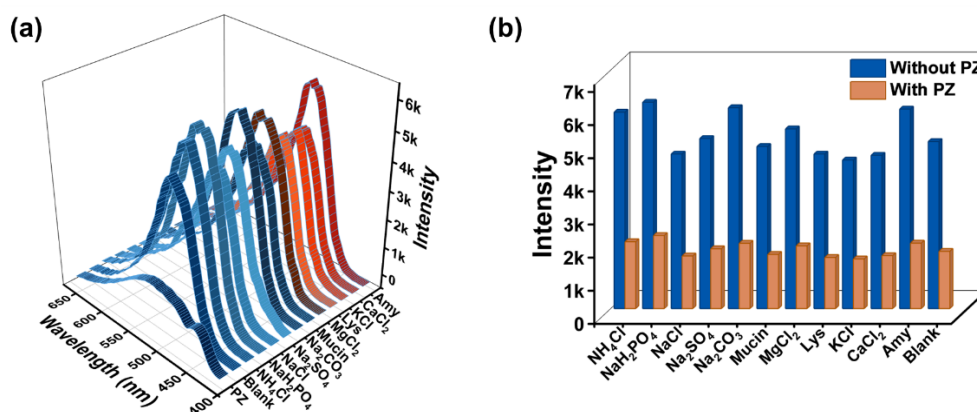 (a)
6k
5k
4k
3k
2k
1k
0
Intensity
650
600
550
500
450
400
Wavelength (nm)
Amy
CaCl2
KCl
Lys
MgCl2
Mucin
Na2CO3
Na2SO4
NaCl
NaH2PO4
NH4Cl
Blank
PZ
(b)
Without PZ
With PZ
7k
6k
5k
4k
3k
2k
1k
0
Intensity
NH4Cl
NaH2PO4
NaCl
Na2SO4
Na2CO3
Mucin
MgCl2
Lys
KCl
CaCl2
Amy
Blank